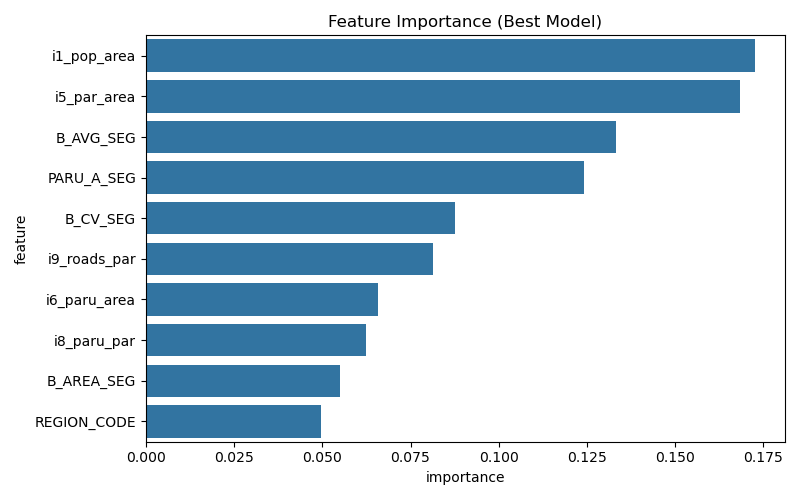 Feature Importance (Best Model)
i1_pop_area
i5_par_area
B_AVG_SEG
PARU_A_SEG
B_CV_SEG
i9_roads_par
i6_paru_area
i8_paru_par
B_AREA_SEG
REGION_CODE
feature
0.000 0.025 0.050 0.075 0.100 0.125 0.150 0.175
importance